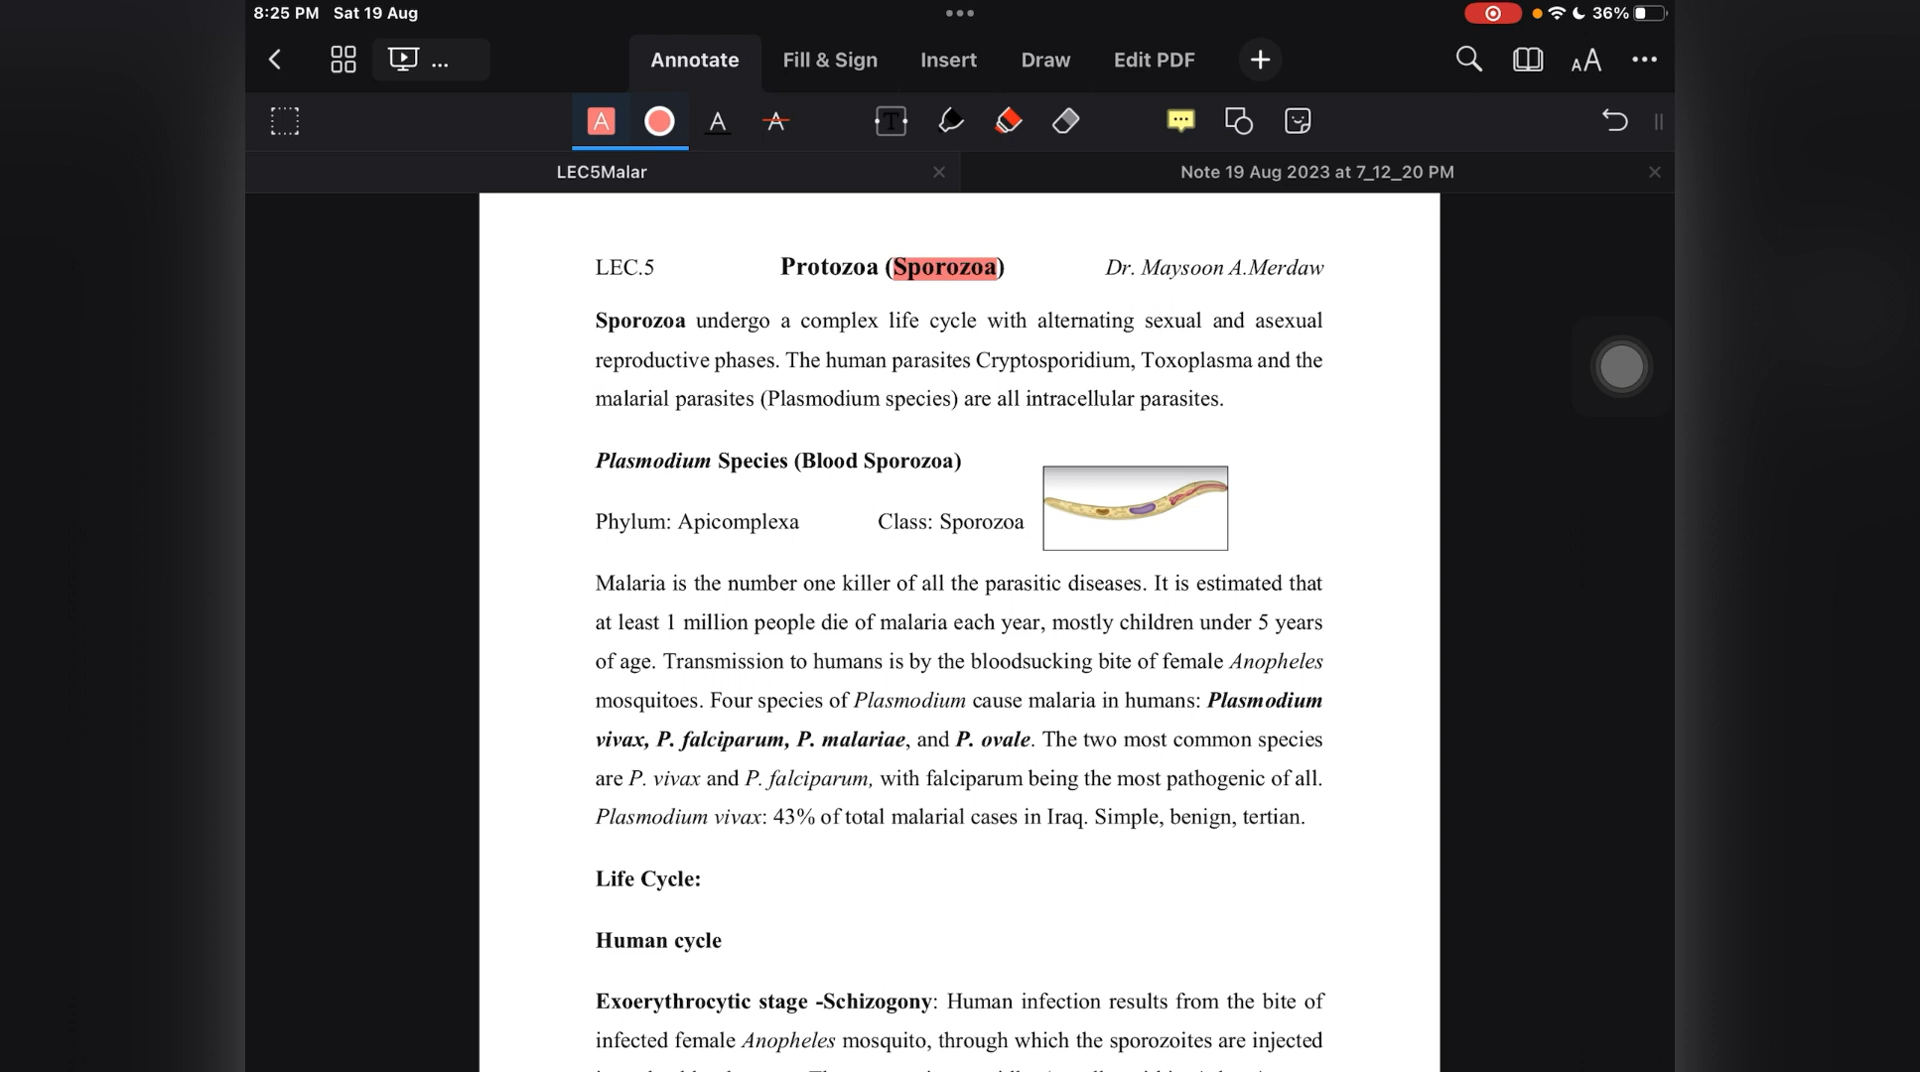 8:25 PM Sat 19 Aug
36%
Annotate Fill & Sign Insert Draw Edit PDF
LEC5Malar
Note 19 Aug 2023 at 7_12_20 PM
LEC.5 Protozoa (Sporozoa) Dr. Maysoon A.Merdaw
Sporozoa undergo a complex life cycle with alternating sexual and asexual
reproductive phases. The human parasites Cryptosporidium, Toxoplasma and the
malarial parasites (Plasmodium species) are all intracellular parasites.
Plasmodium Species (Blood Sporozoa)
Phylum: Apicomplexa Class: Sporozoa
Malaria is the number one killer of all the parasitic diseases. It is estimated that
at least 1 million people die of malaria each year, mostly children under 5 years
of age. Transmission to humans is by the bloodsucking bite of female Anopheles
mosquitoes. Four species of Plasmodium cause malaria in humans: Plasmodium
vivax, P. falciparum, P. malariae, and P. ovale. The two most common species
are P. vivax and P. falciparum, with falciparum being the most pathogenic of all.
Plasmodium vivax: 43% of total malarial cases in Iraq. Simple, benign, tertian.
Life Cycle:
Human cycle
Exoerythrocytic stage -Schizogony: Human infection results from the bite of
infected female Anopheles mosquito, through which the sporozoites are injected